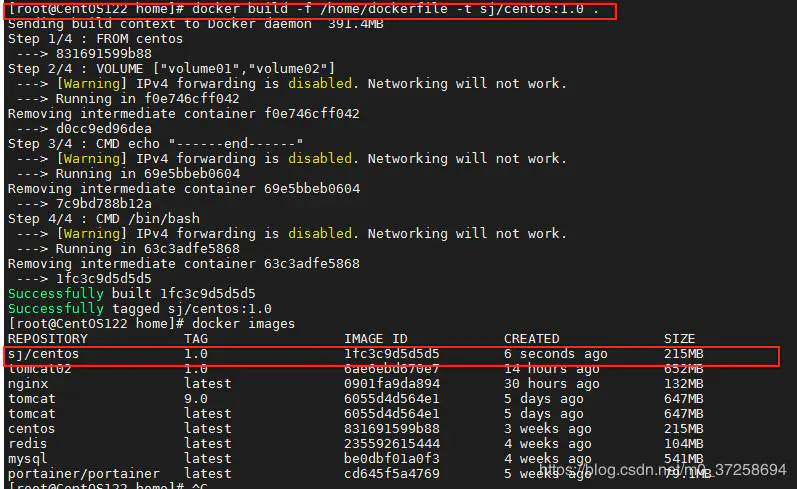 [root@CentOS122 home]# docker build -f /home/dockerfile -t sj/centos:1.0 .
Sending build context to Docker daemon  391.4MB
Step 1/4 : FROM centos
 ---> 831691599b88
Step 2/4 : VOLUME ["volume01","volume02"]
 ---> [Warning] IPv4 forwarding is disabled. Networking will not work.
 ---> Running in f0e746cff042
Removing intermediate container f0e746cff042
 ---> d0cc9ed96dea
Step 3/4 : CMD echo "------end------"
 ---> [Warning] IPv4 forwarding is disabled. Networking will not work.
 ---> Running in 69e5bbeb0604
Removing intermediate container 69e5bbeb0604
 ---> 7c9bd788b12a
Step 4/4 : CMD /bin/bash
 ---> [Warning] IPv4 forwarding is disabled. Networking will not work.
 ---> Running in 63c3adfe5868
Removing intermediate container 63c3adfe5868
 ---> 1fc3c9d5d5d5
Successfully built 1fc3c9d5d5d5
Successfully tagged sj/centos:1.0
[root@CentOS122 home]# docker images
REPOSITORY TAG IMAGE ID CREATED SIZE
sj/centos 1.0 1fc3c9d5d5d5 6 seconds ago 215MB
tomcat02 1.0 6ae6ebd670e7 14 hours ago 652MB
nginx latest 0901fa9da894 30 hours ago 132MB
tomcat 9.0 6055d4d564e1 5 days ago 647MB
tomcat latest 6055d4d564e1 5 days ago 647MB
centos latest 831691599b88 3 weeks ago 215MB
redis latest 235592615444 4 weeks ago 104MB
mysql latest be0dbf01a0f3 4 weeks ago 541MB
portainer/portainer latest cd645f5a4769 5 weeks ago 79.1MB
https://blog.csdn.net/m0_37258694
[root@CentOS122 home]# ^C